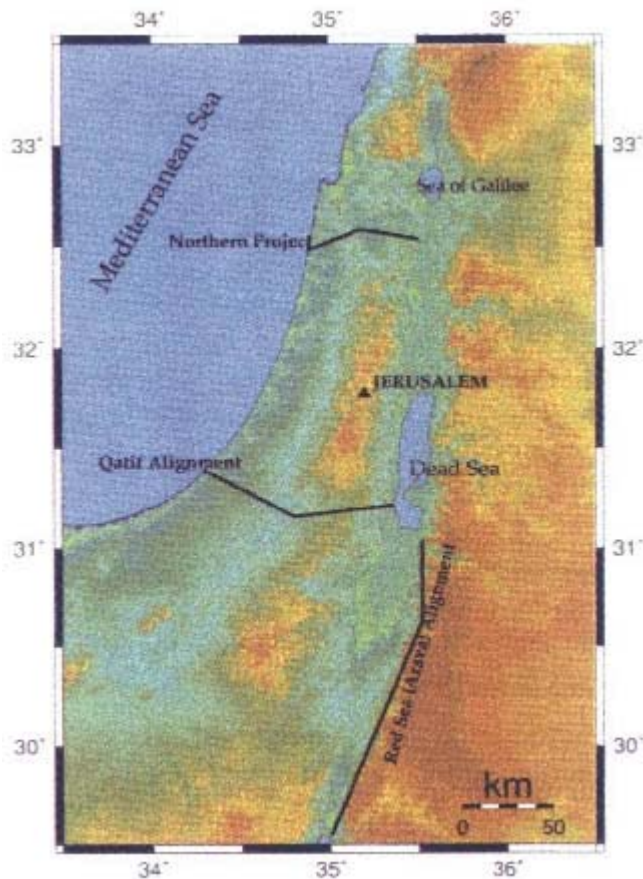 34°
35°
36°
Mediterranean Sea
33°
33°
Sea of Galilee
Northern Projec
32°
32°
JERUSALEM
Qatif Alignment
Dead Sea
31°
31°
Red Sea (Arava) Alignment
30°
30°
km
0 50
34°
35°
36°